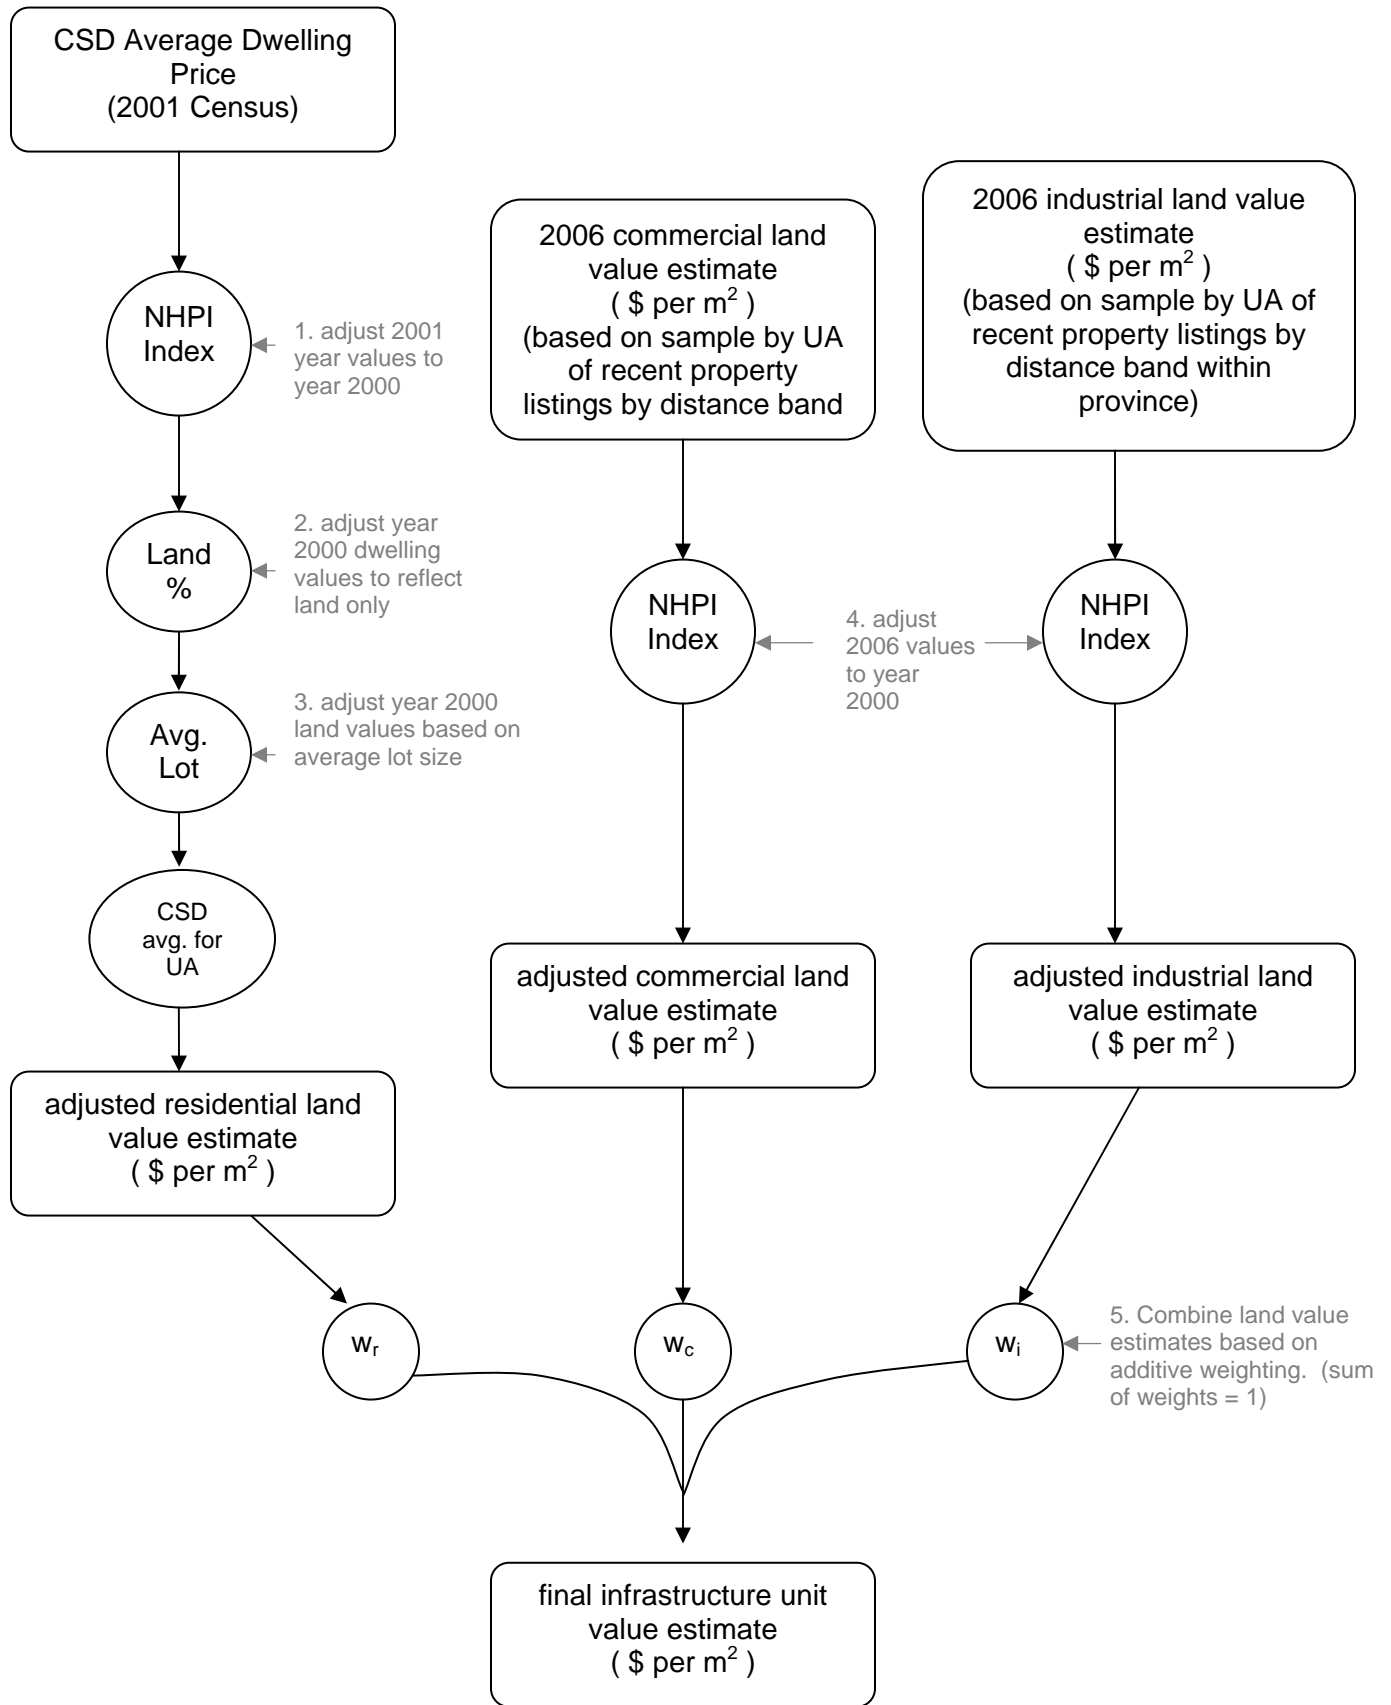 CSD Average Dwelling
Price
(2001 Census)
2006 commercial land
value estimate
( $ per m² )
(based on sample by UA
of recent property
listings by distance band
2006 industrial land value
estimate
( $ per m² )
(based on sample by UA of
recent property listings by
distance band within
province)
NHPI
Index
1. adjust 2001
year values to
year 2000
Land
%
2. adjust year
2000 dwelling
values to reflect
land only
NHPI
Index
4. adjust
2006 values
to year
2000
NHPI
Index
Avg.
Lot
3. adjust year 2000
land values based on
average lot size
CSD
avg. for
UA
adjusted commercial land
value estimate
( $ per m² )
adjusted industrial land
value estimate
( $ per m² )
adjusted residential land
value estimate
( $ per m² )
wᵣ
w꜀
wᵢ
5. Combine land value
estimates based on
additive weighting.  (sum
of weights = 1)
final infrastructure unit
value estimate
( $ per m² )